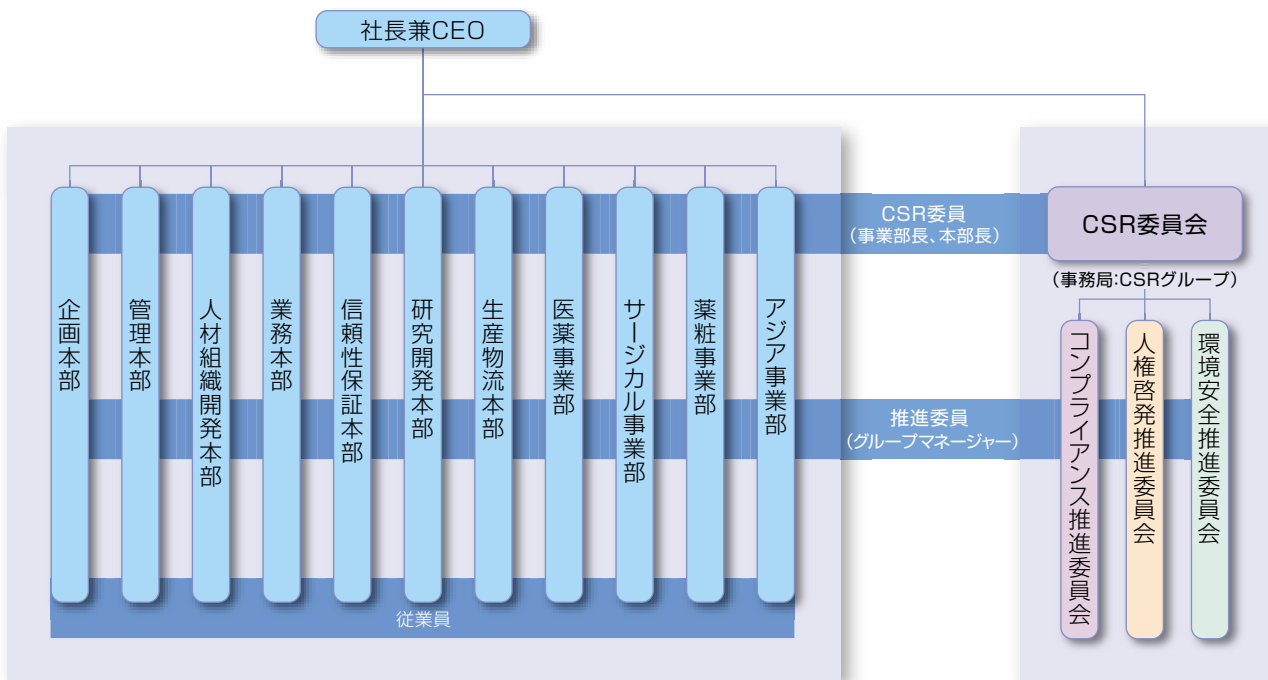 社長兼CEO
企画本部
管理本部
人材組織開発本部
業務本部
信頼性保証本部
研究開発本部
生産物流本部
医薬事業部
サージカル事業部
薬粧事業部
アジア事業部
CSR委員
(事業部長、本部長)
CSR委員会
(事務局:CSRグループ)
推進委員
(グループマネージャー)
コンプライアンス推進委員会
人権啓発推進委員会
環境安全推進委員会
従業員